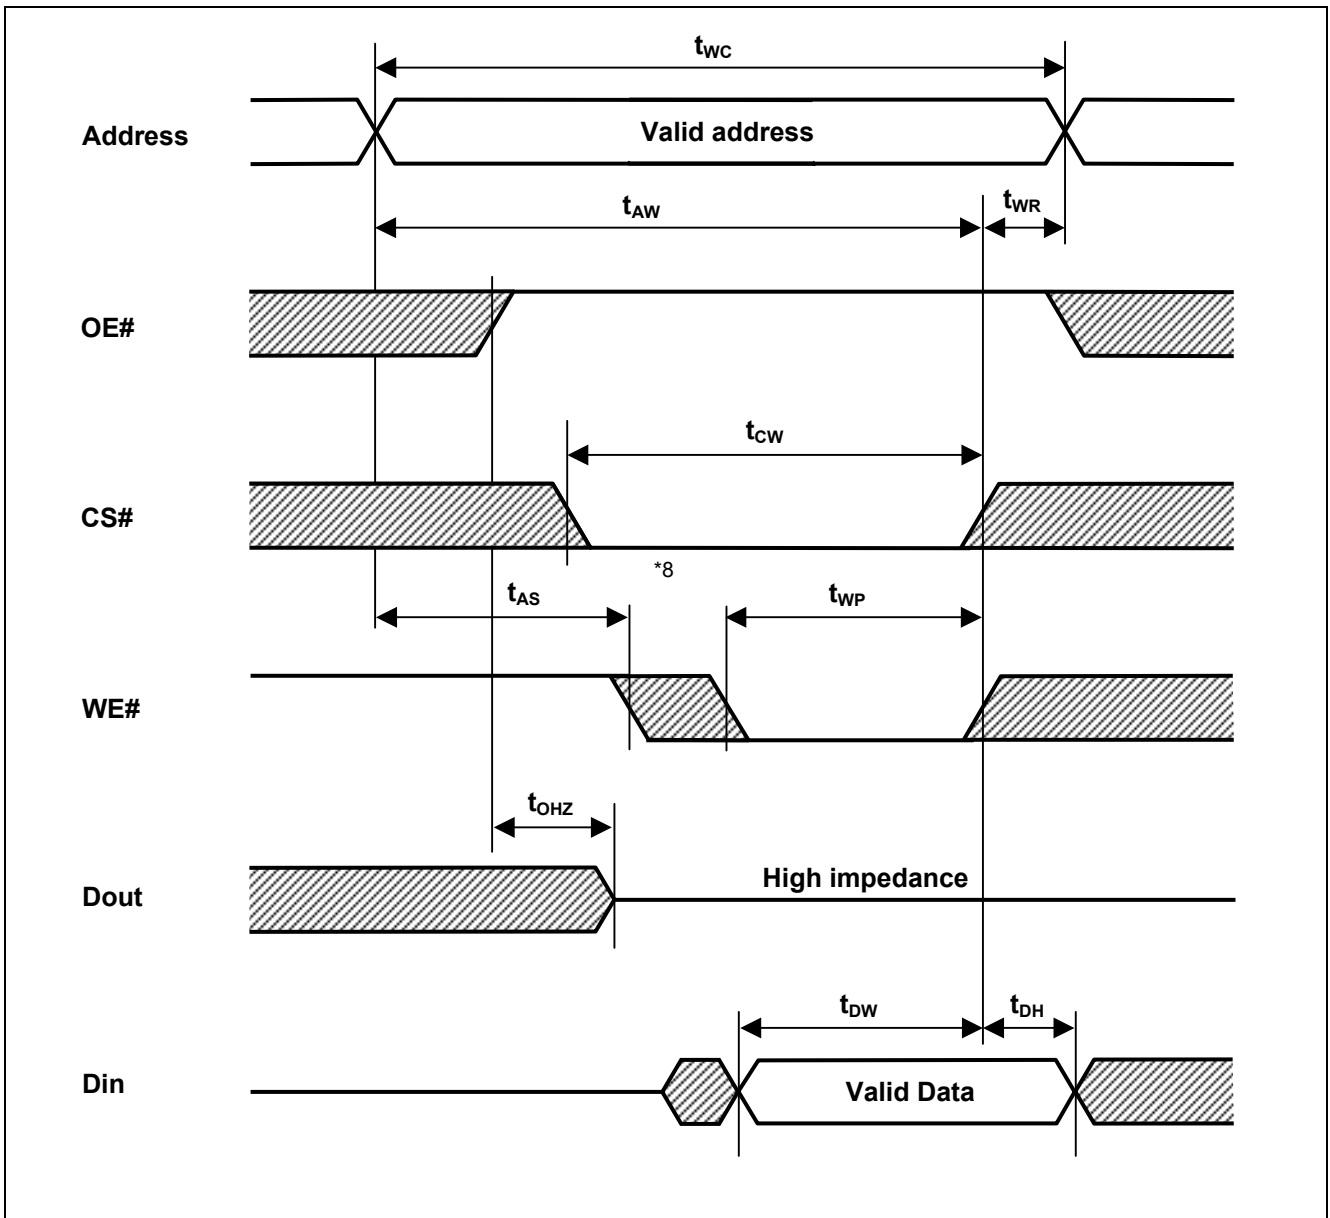 tWC
Address
Valid address
tAW
tWR
OE#
tCW
CS#
*8
tAS
tWP
WE#
tOHZ
Dout
High impedance
tDW
tDH
Din
Valid Data